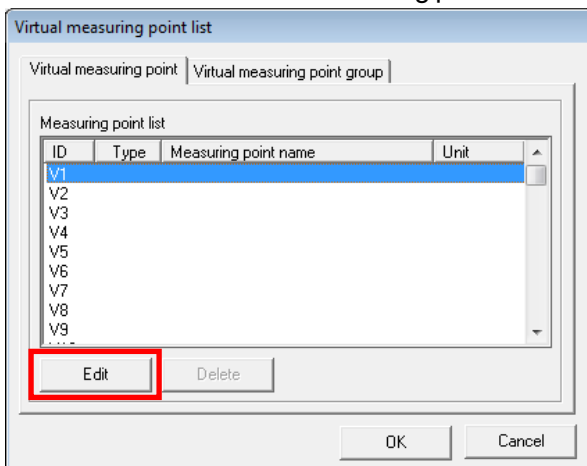 Virtual measuring point list
Virtual measuring point Virtual measuring point group
Measuring point list
ID Type Measuring point name Unit
V1
V2
V3
V4
V5
V6
V7
V8
V9
Edit Delete
OK Cancel